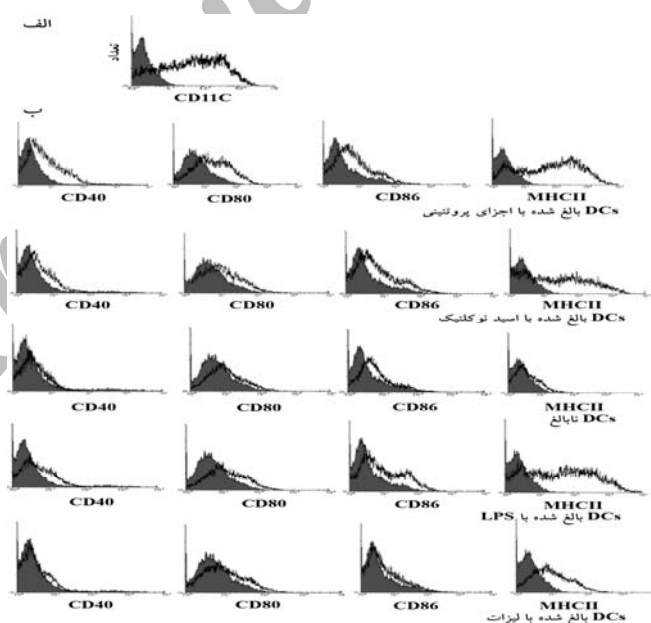 الف
تعداد
CD11C
ب
CD40 CD80 CD86 MHCII
DCs بالغ شده با اجزای پروتئینی
CD40 CD80 CD86 MHCII
DCs بالغ شده با اسید نوکلئیک
CD40 CD80 CD86 MHCII
DCs نابالغ
CD40 CD80 CD86 MHCII
DCs بالغ شده با LPS
CD40 CD80 CD86 MHCII
DCs بالغ شده با لیزات